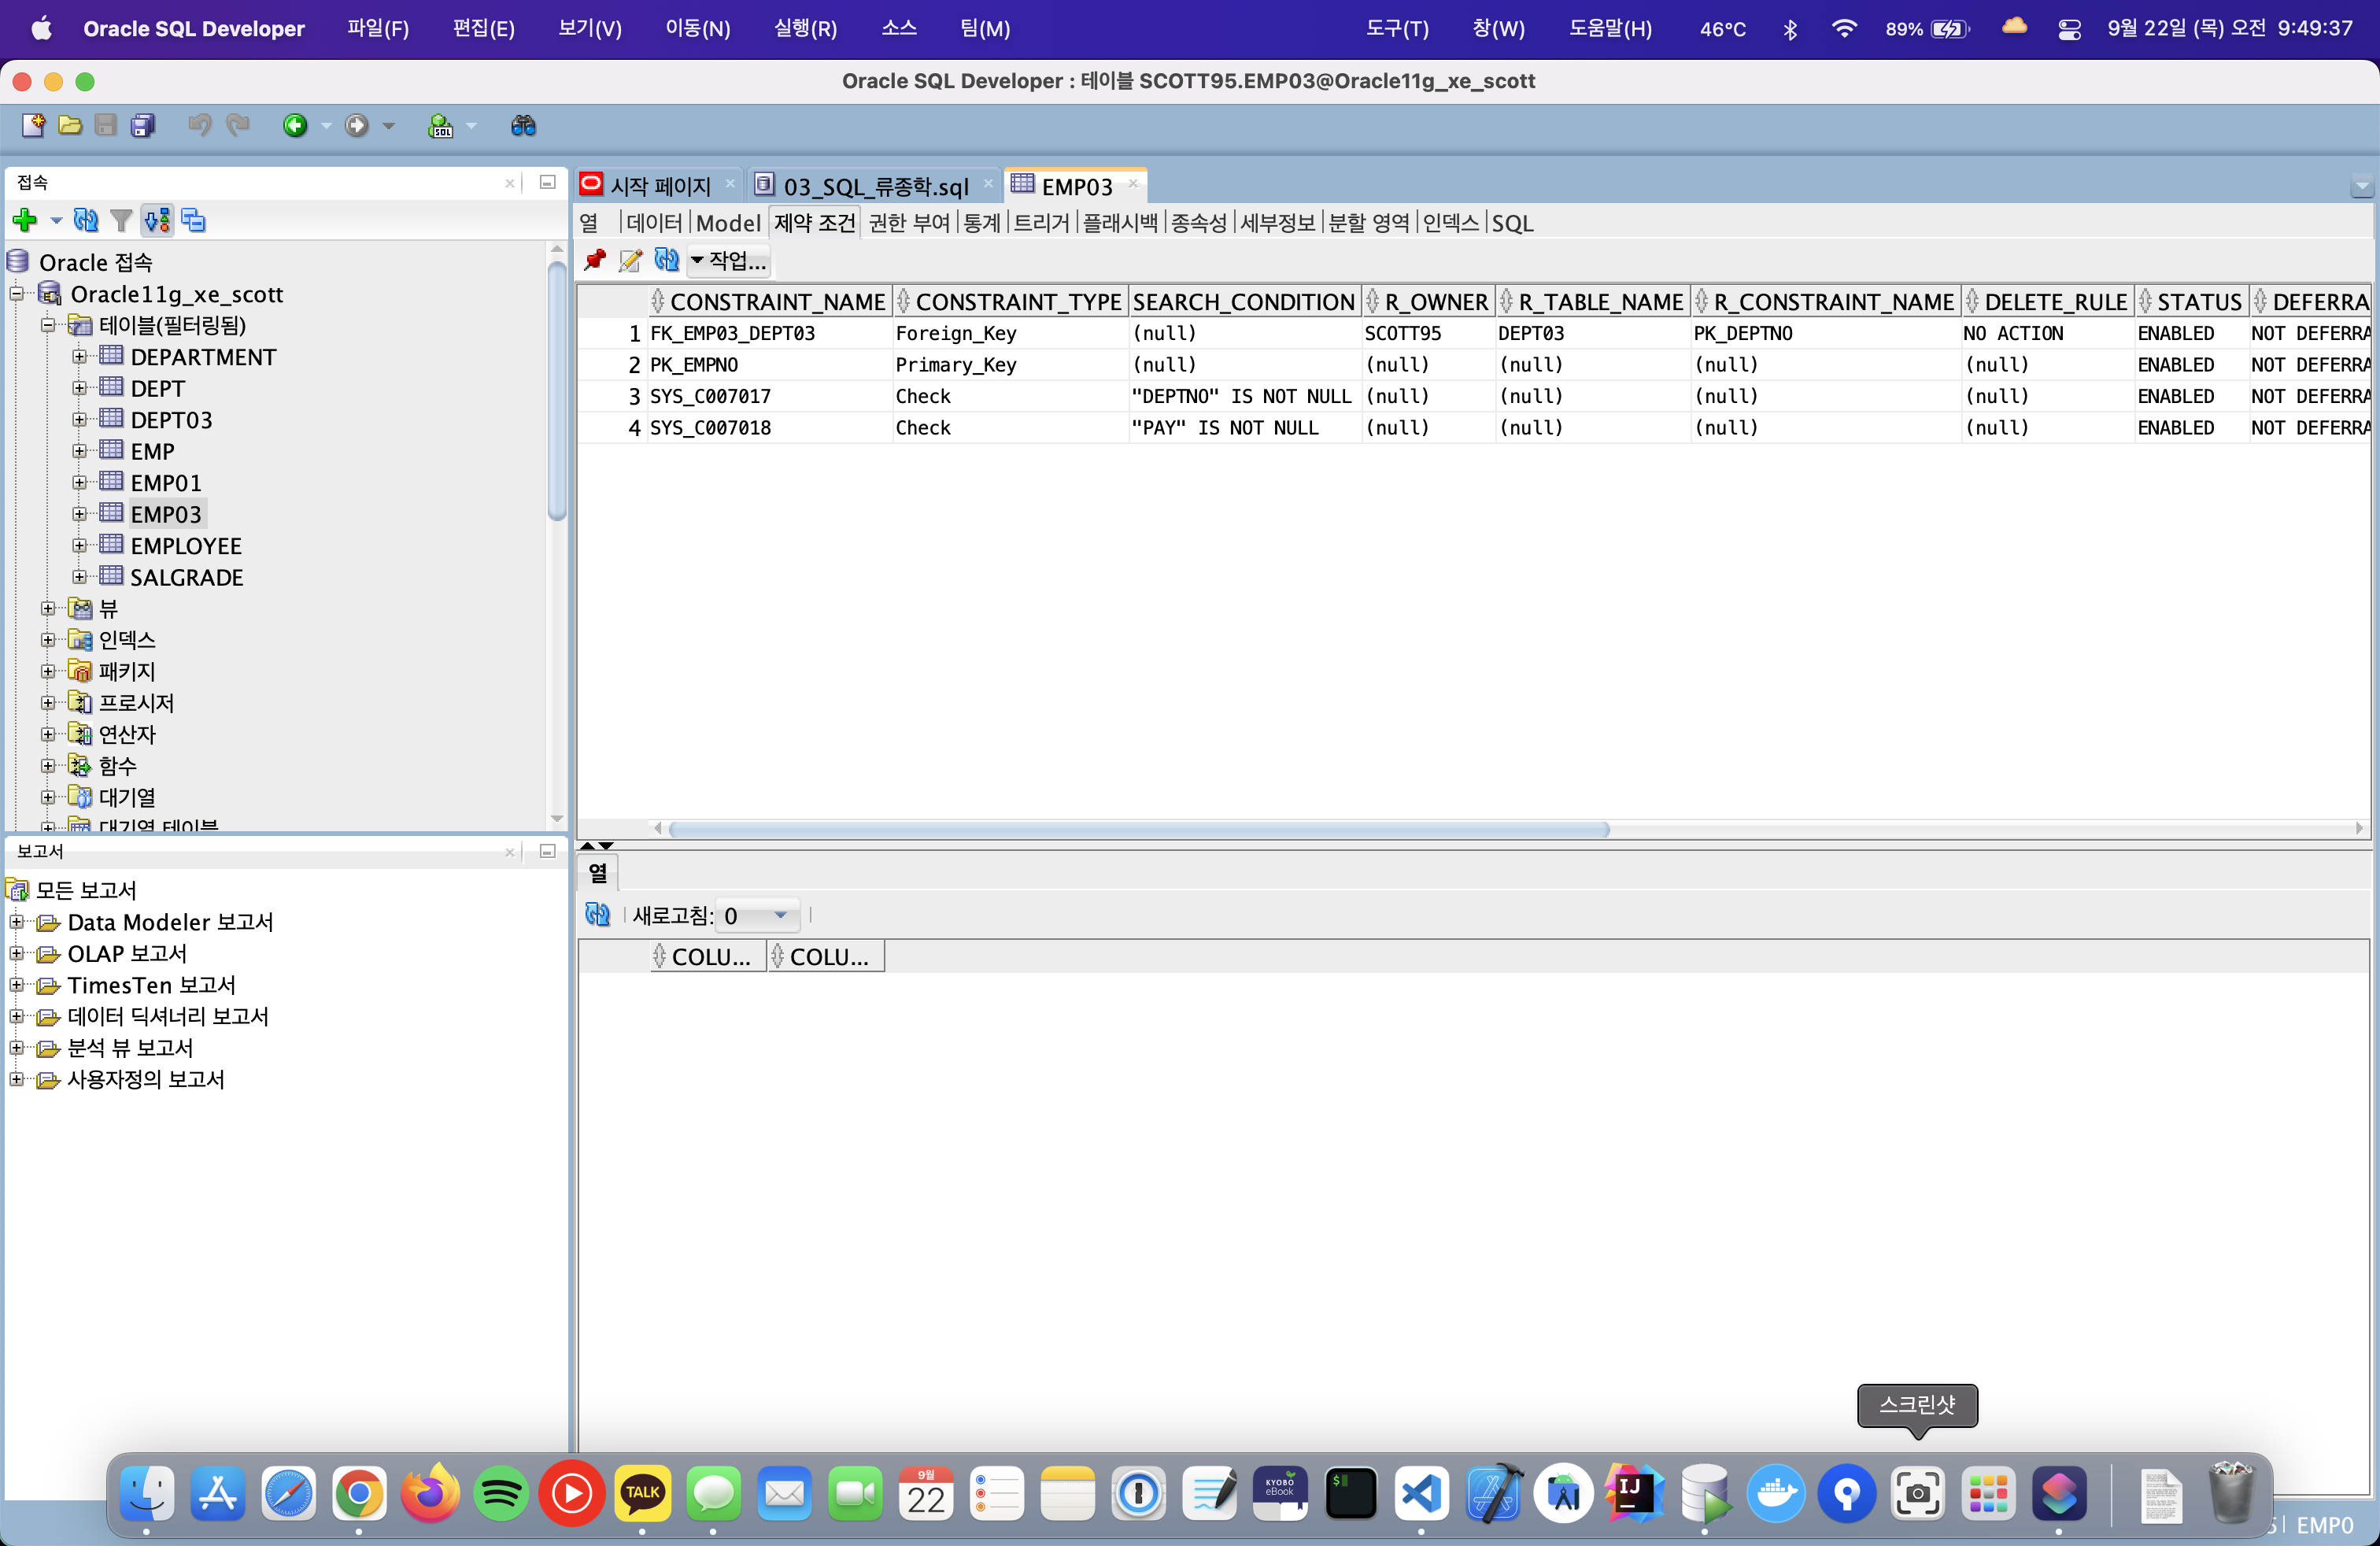 Oracle SQL Developer 파일(F) 편집(E) 보기(V) 이동(N) 실행(R) 소스 팀(M) 도구(T) 창(W) 도움말(H) 46°C 89% 9월 22일 (목) 오전 9:49:37
Oracle SQL Developer : 테이블 SCOTT95.EMP03@Oracle11g_xe_scott
SQL
접속
Oracle 접속
Oracle11g_xe_scott
테이블(필터링됨)
DEPARTMENT
DEPT
DEPT03
EMP
EMP01
EMP03
EMPLOYEE
SALGRADE
뷰
인덱스
패키지
프로시저
연산자
함수
대기열
대기열 테이블
보고서
모든 보고서
Data Modeler 보고서
OLAP 보고서
TimesTen 보고서
데이터 딕셔너리 보고서
분석 뷰 보고서
사용자정의 보고서
시작 페이지 03_SQL_류종학.sql EMP03
열 데이터 Model 제약 조건 권한 부여 통계 트리거 플래시백 종속성 세부정보 분할 영역 인덱스 SQL
작업...
CONSTRAINT_NAME CONSTRAINT_TYPE SEARCH_CONDITION R_OWNER R_TABLE_NAME R_CONSTRAINT_NAME DELETE_RULE STATUS DEFERRA
1 FK_EMP03_DEPT03 Foreign_Key (null) SCOTT95 DEPT03 PK_DEPTNO NO ACTION ENABLED NOT DEFERRA
2 PK_EMPNO Primary_Key (null) (null) (null) (null) (null) ENABLED NOT DEFERRA
3 SYS_C007017 Check "DEPTNO" IS NOT NULL (null) (null) (null) (null) ENABLED NOT DEFERRA
4 SYS_C007018 Check "PAY" IS NOT NULL (null) (null) (null) (null) ENABLED NOT DEFERRA
열
새로고침: 0
COLU... COLU...
스크린샷
TALK
9월
22
KYOBO
eBook
$
IJ
EMP0